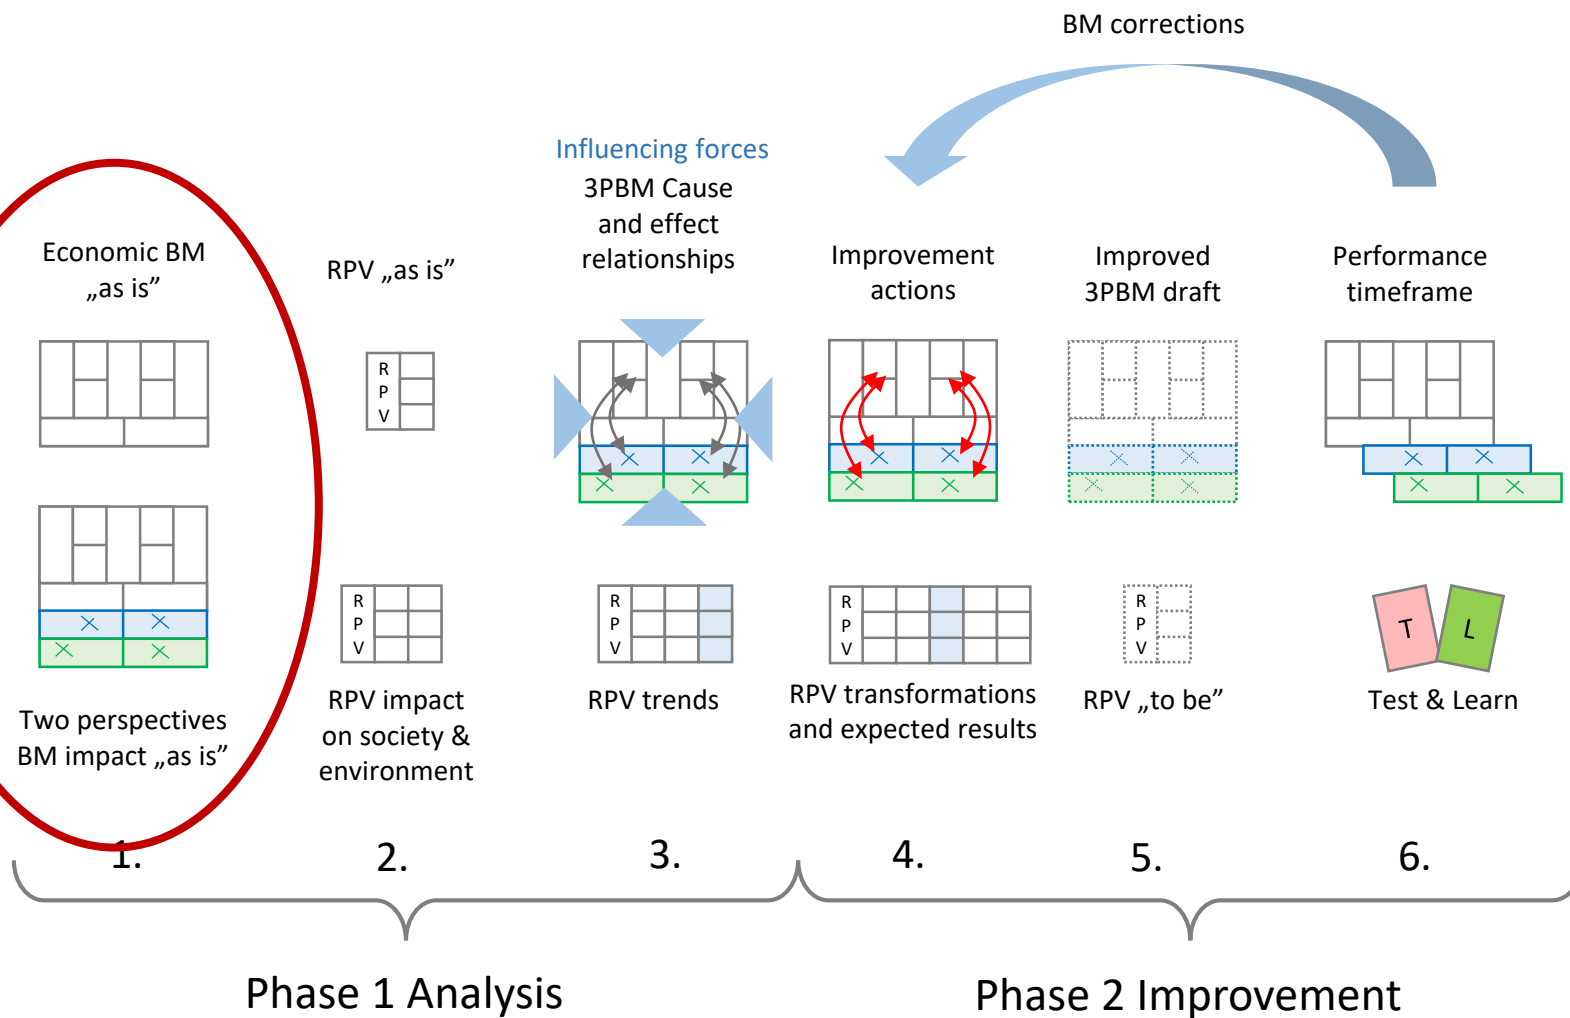 BM corrections
Influencing forces
3PBM Cause
and effect
relationships
Economic BM
„as is”
RPV „as is”
Improvement
actions
Improved
3PBM draft
Performance
timeframe
R
P
V
Two perspectives
BM impact „as is”
R
P
V
RPV impact
on society &
environment
R
P
V
RPV trends
R
P
V
RPV transformations
and expected results
R
P
V
RPV „to be”
T
L
Test & Learn
1.
2.
3.
4.
5.
6.
Phase 1 Analysis
Phase 2 Improvement